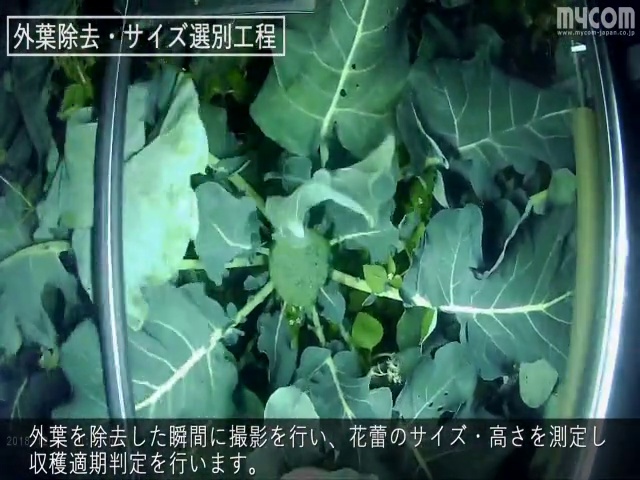 外葉除去・サイズ選別工程
mycom
www.mycom-japan.co.jp
外葉を除去した瞬間に撮影を行い、花蕾のサイズ・高さを測定し
収穫適期判定を行います。